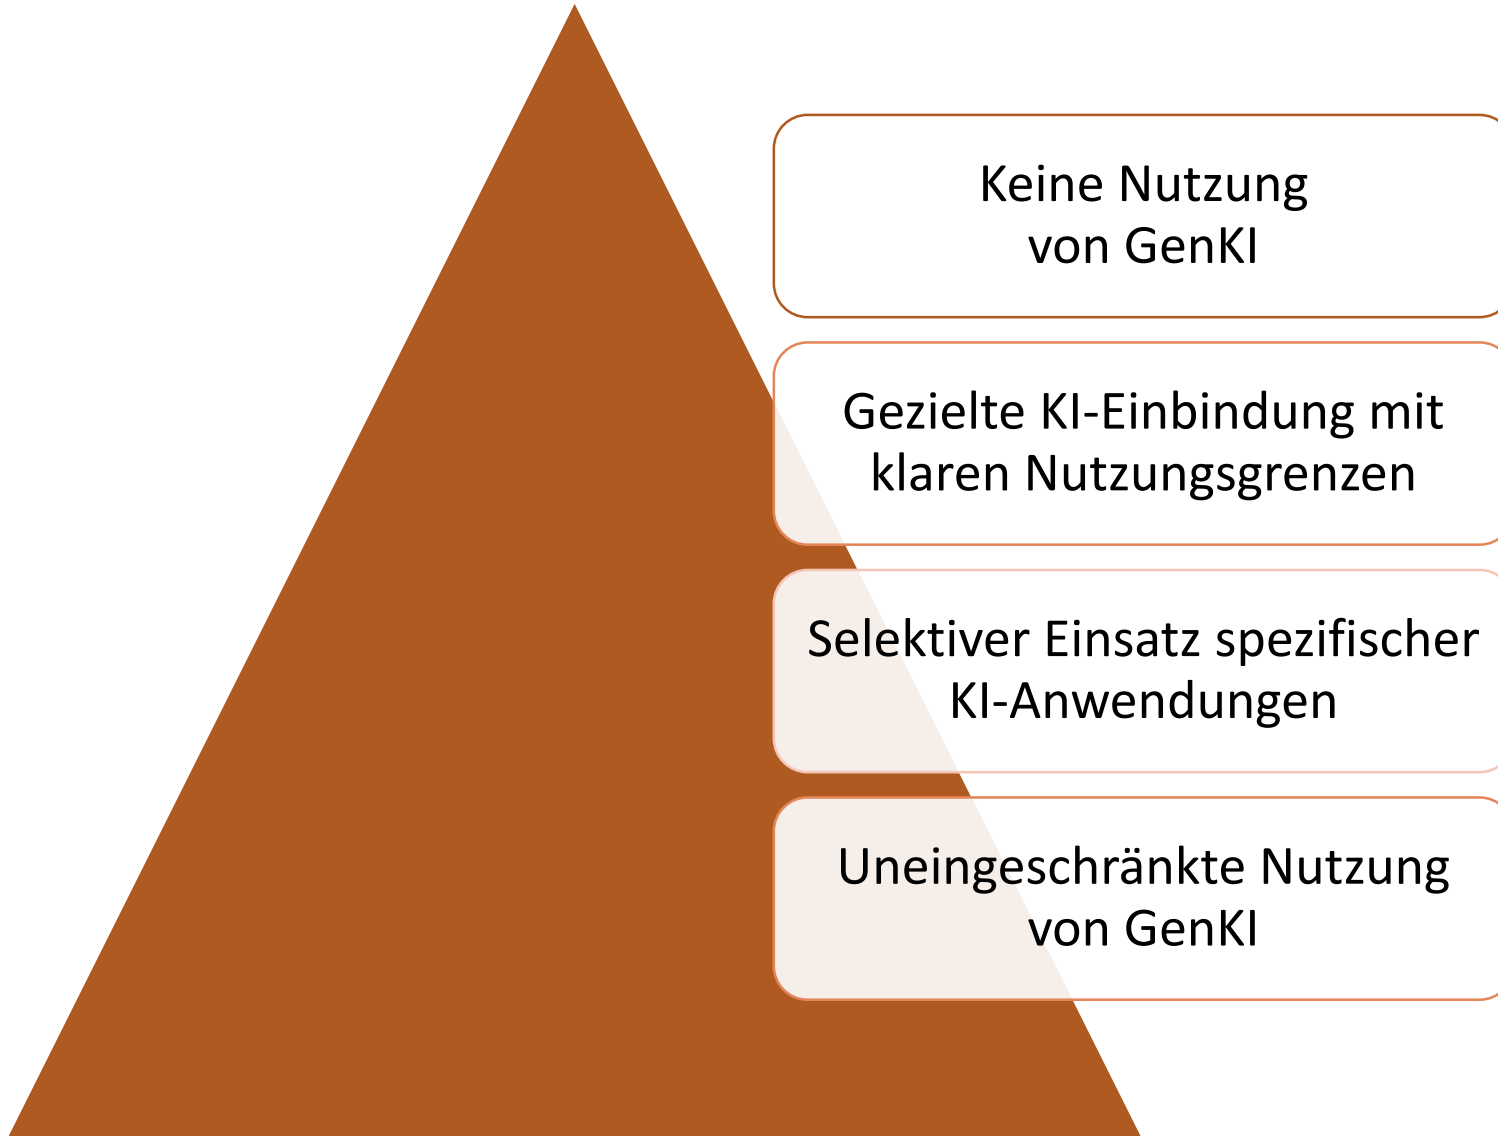 Keine Nutzung
von GenKI
Gezielte KI-Einbindung mit
klaren Nutzungsgrenzen
Selektiver Einsatz spezifischer
KI-Anwendungen
Uneingeschränkte Nutzung
von GenKI